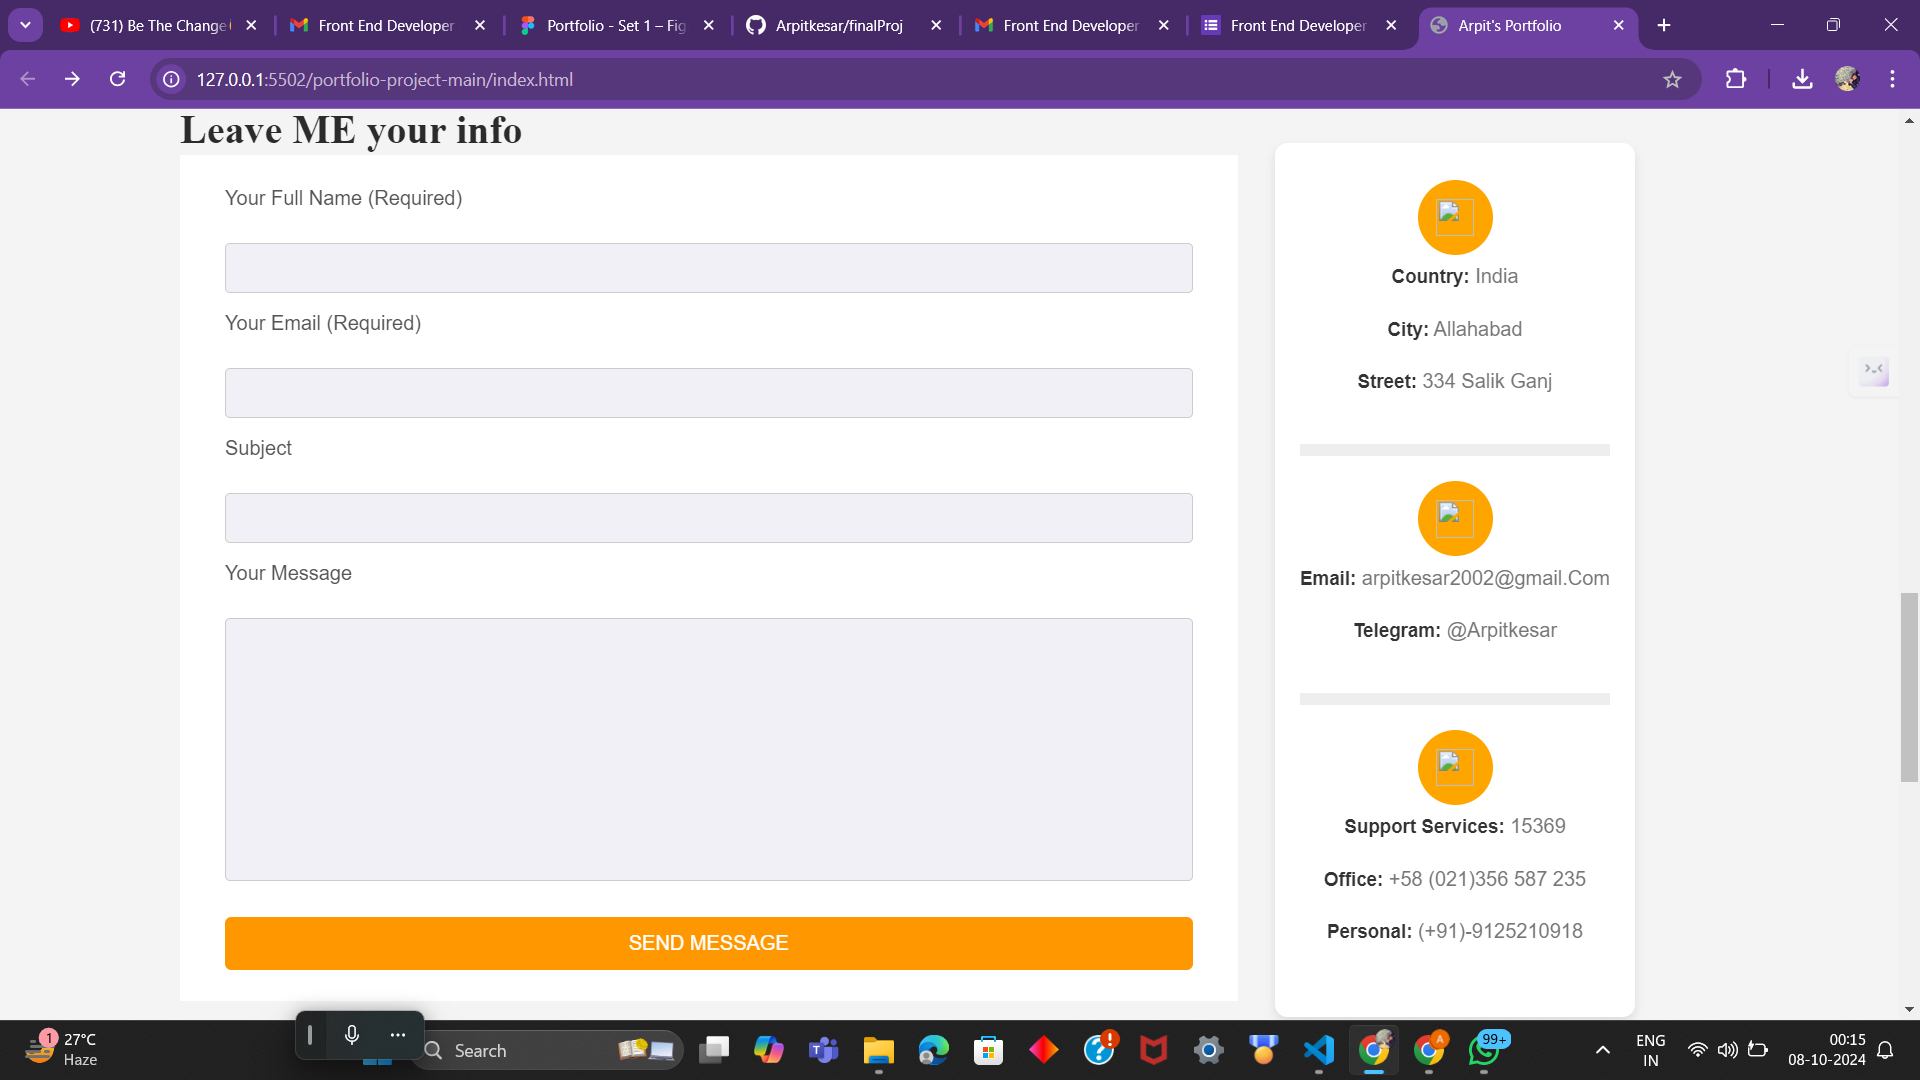 (731) Be The Change
Front End Developer
Portfolio - Set 1 – Fig
Arpitkesar/finalProj
Front End Developer
Front End Developer
Arpit's Portfolio
127.0.0.1:5502/portfolio-project-main/index.html
Leave ME your info
Your Full Name (Required)
Your Email (Required)
Subject
Your Message
SEND MESSAGE
Country: India
City: Allahabad
Street: 334 Salik Ganj
Email: arpitkesar2002@gmail.Com
Telegram: @Arpitkesar
Support Services: 15369
Office: +58 (021)356 587 235
Personal: (+91)-9125210918
1
27°C
Haze
Search
A
99+
ENG
IN
00:15
08-10-2024